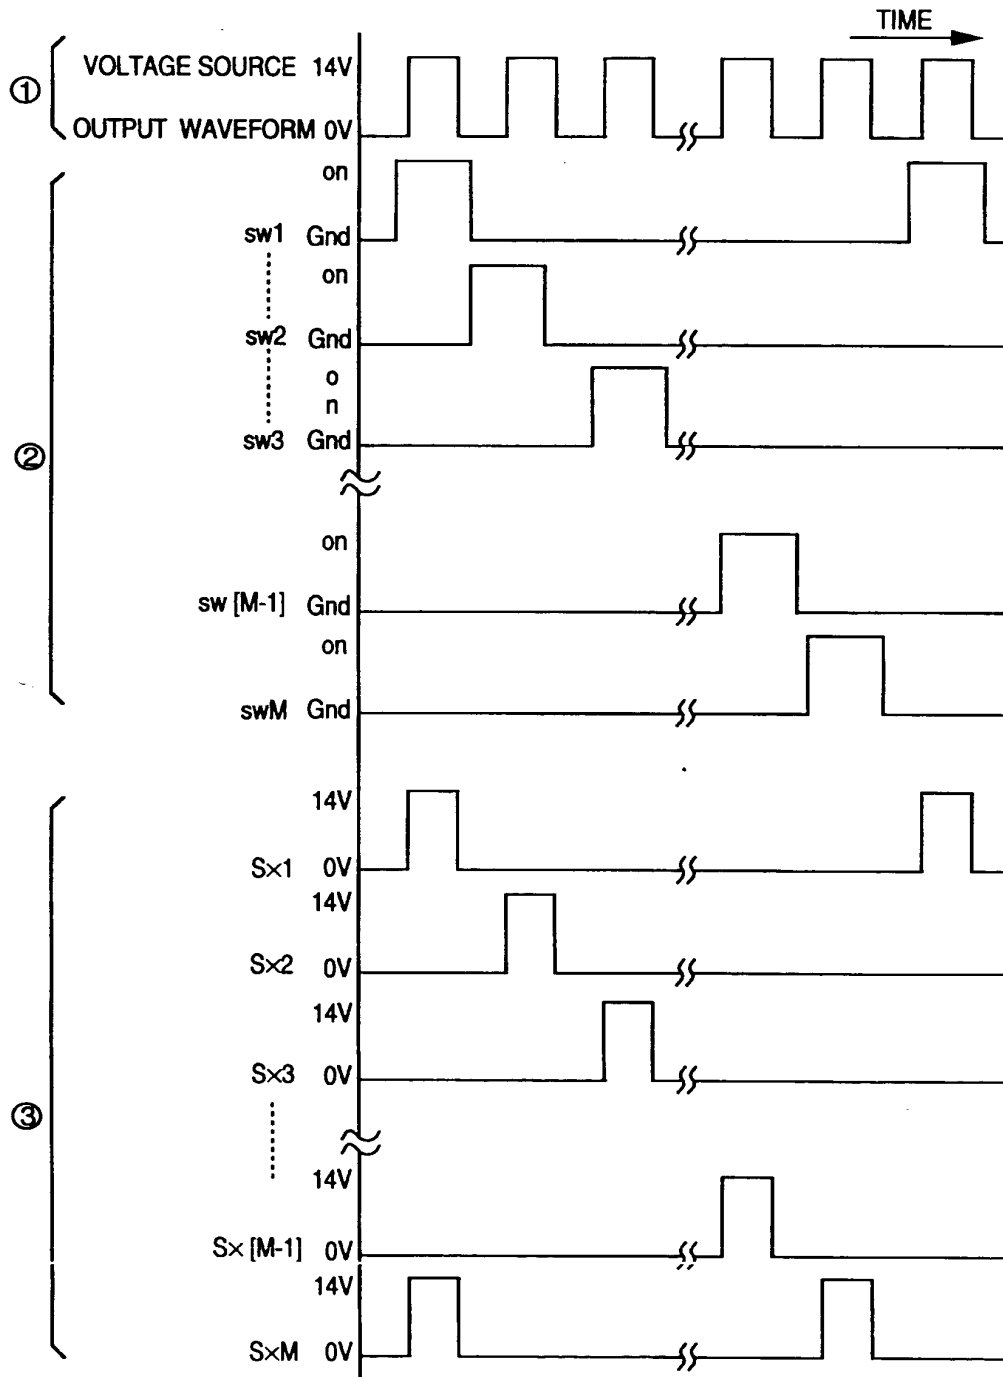 TIME
① VOLTAGE SOURCE 14V
OUTPUT WAVEFORM 0V
on
sw1 Gnd
on
sw2 Gnd
o
n
sw3 Gnd
②
on
sw [M-1] Gnd
on
swM Gnd
14V
S×1 0V
14V
S×2 0V
14V
S×3 0V
③
14V
S× [M-1] 0V
14V
S×M 0V